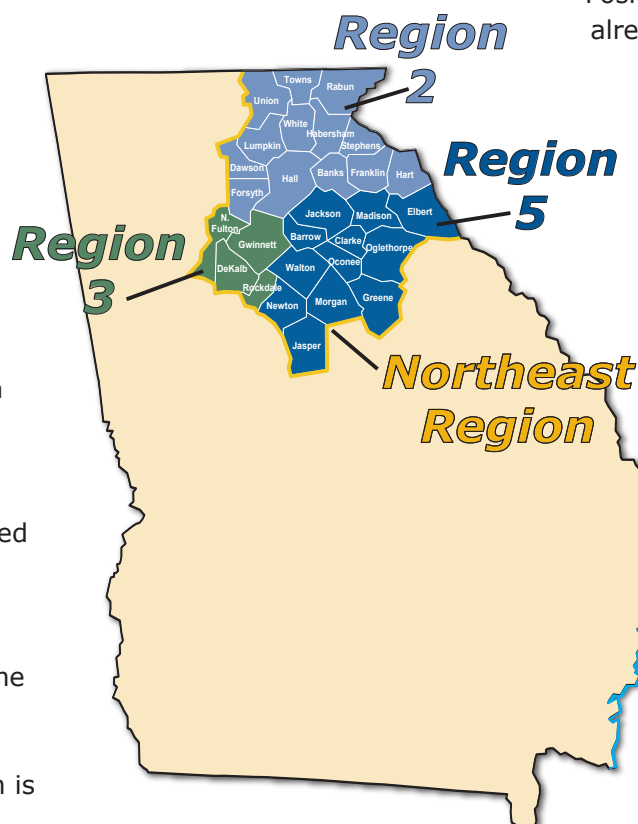 alre
Region
2
Towns
Rabun
Union
White
Habersham
Stephens
Lumpkin
Dawson
Hall
Banks
Franklin
Hart
Forsyth
Region
5
Jackson
Madison
Elbert
N.
Fulton
Barrow
Clarke
Oglethorpe
Gwinnett
Oconee
Region
3
DeKalb
Walton
Rockdale
Newton
Morgan
Greene
Jasper
Northeast
Region
ed
ne
n is